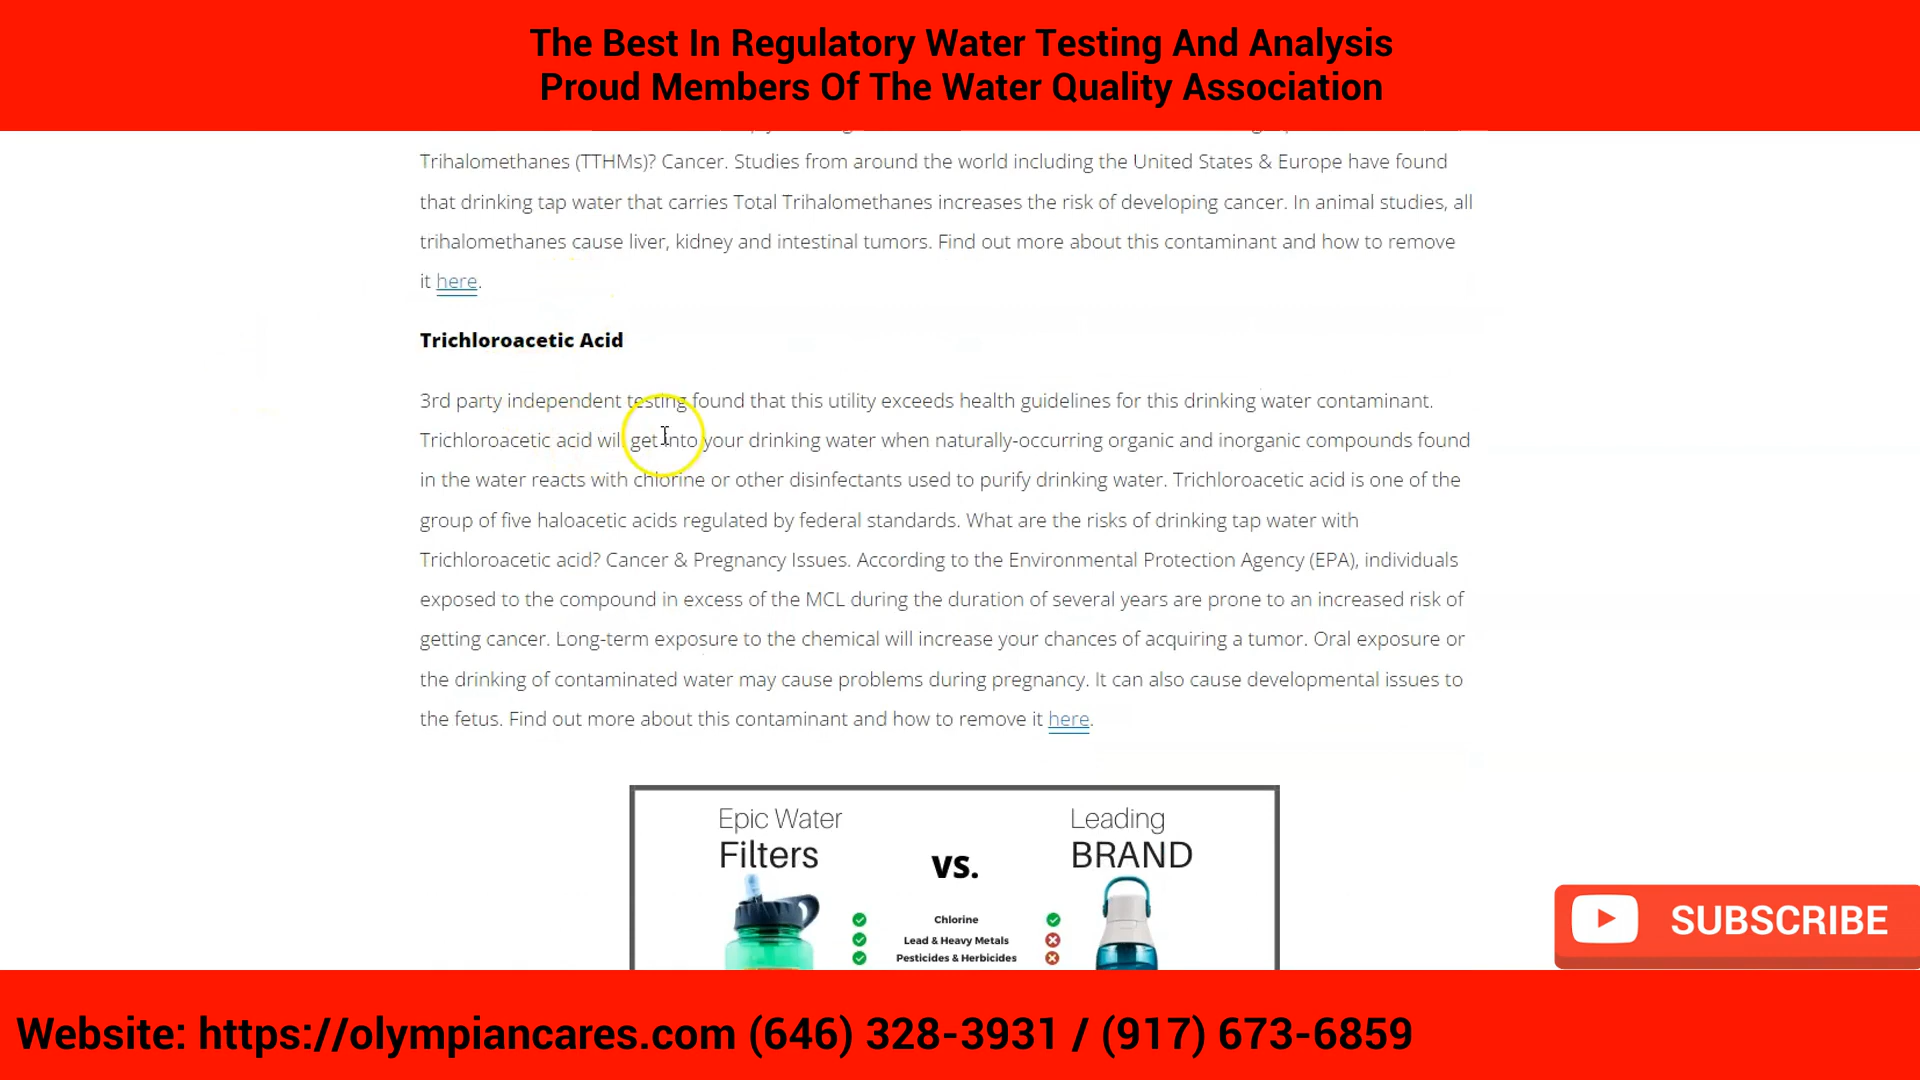 The Best In Regulatory Water Testing And Analysis
Proud Members Of The Water Quality Association
Trihalomethanes (TTHMs)? Cancer. Studies from around the world including the United States & Europe have found
that drinking tap water that carries Total Trihalomethanes increases the risk of developing cancer. In animal studies, all
trihalomethanes cause liver, kidney and intestinal tumors. Find out more about this contaminant and how to remove
it here.
Trichloroacetic Acid
3rd party independent testing found that this utility exceeds health guidelines for this drinking water contaminant.
Trichloroacetic acid will get into your drinking water when naturally-occurring organic and inorganic compounds found
in the water reacts with chlorine or other disinfectants used to purify drinking water. Trichloroacetic acid is one of the
group of five haloacetic acids regulated by federal standards. What are the risks of drinking tap water with
Trichloroacetic acid? Cancer & Pregnancy Issues. According to the Environmental Protection Agency (EPA), individuals
exposed to the compound in excess of the MCL during the duration of several years are prone to an increased risk of
getting cancer. Long-term exposure to the chemical will increase your chances of acquiring a tumor. Oral exposure or
the drinking of contaminated water may cause problems during pregnancy. It can also cause developmental issues to
the fetus. Find out more about this contaminant and how to remove it here.
Epic Water
Filters
VS.
Leading
BRAND
Chlorine
Lead & Heavy Metals
Pesticides & Herbicides
SUBSCRIBE
Website: https://olympiancares.com (646) 328-3931 / (917) 673-6859